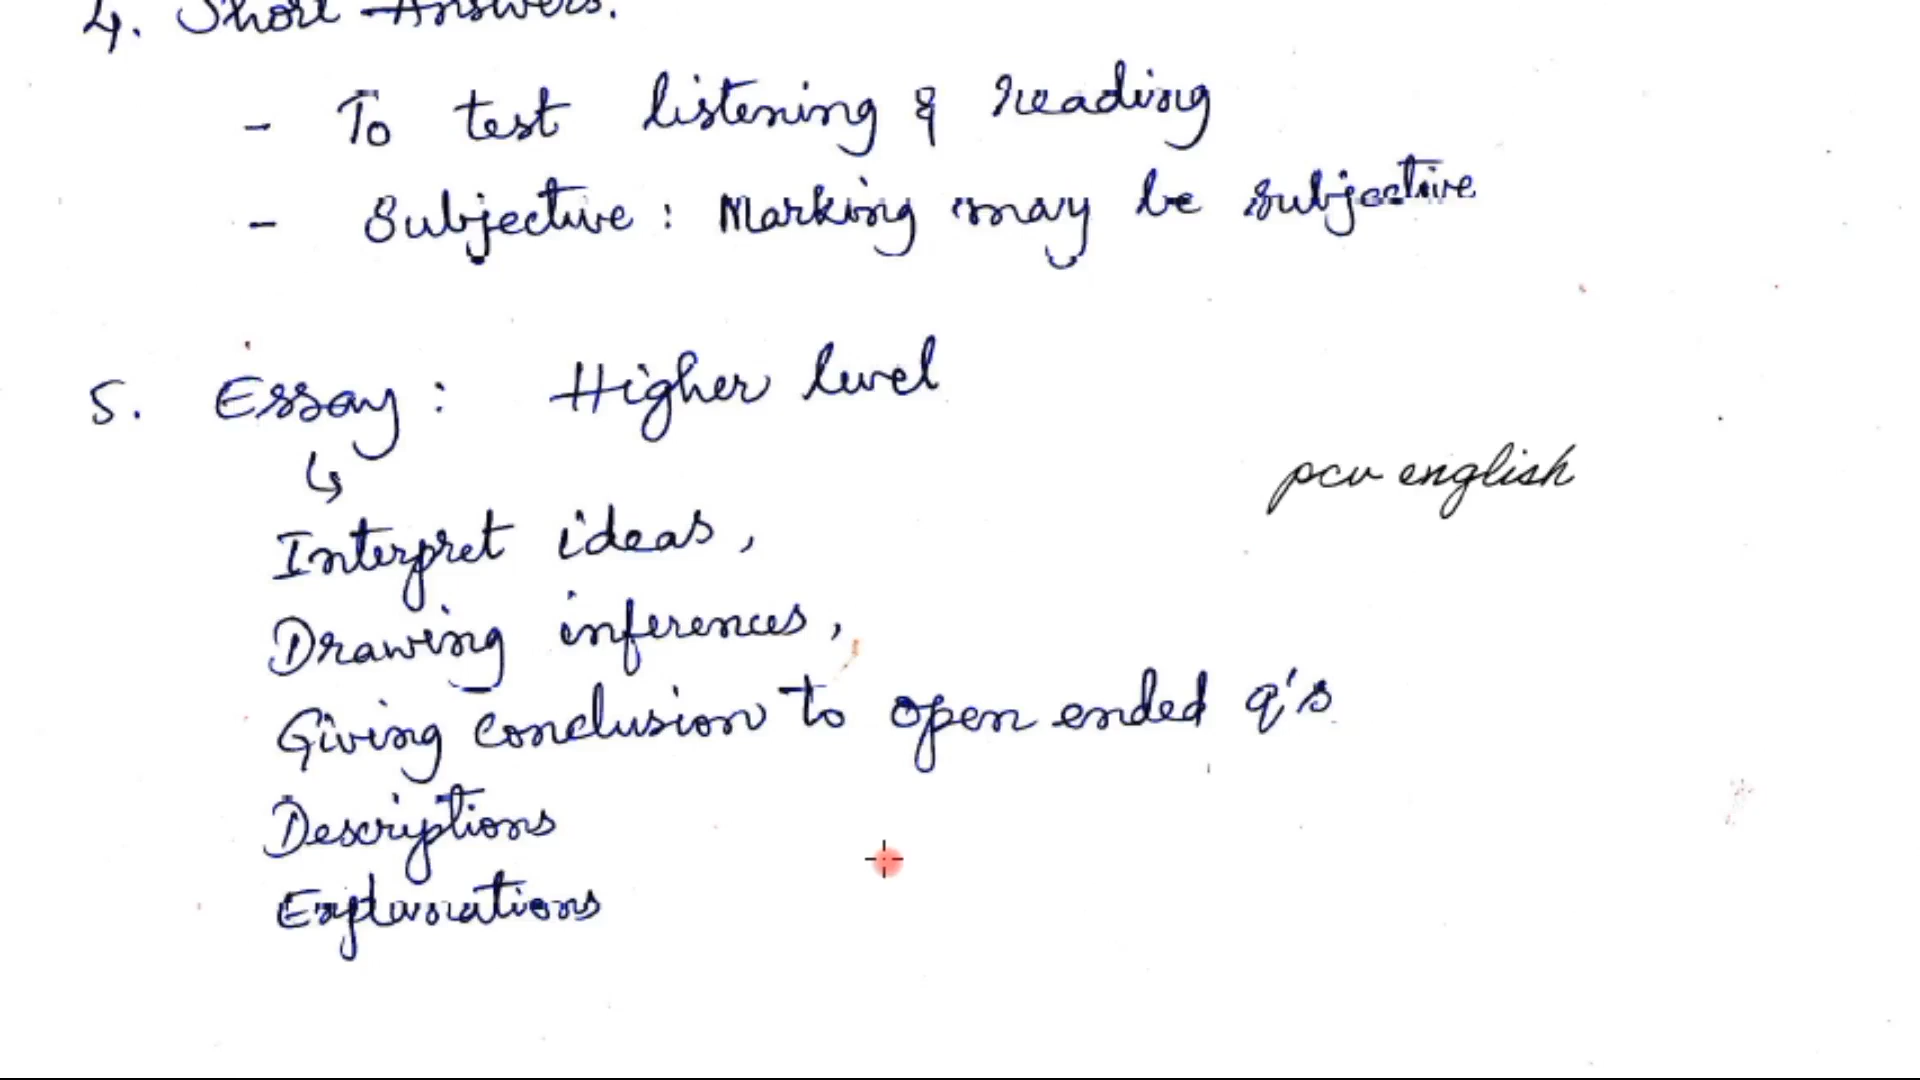 4. Short Answers.
- To test listening & reading
- Subjective : Marking may be subjective
5. Essay : Higher level
↳
pcv english
Interpret ideas,
Drawing inferences,
Giving conclusion to open ended q's
Descriptions
Explanations